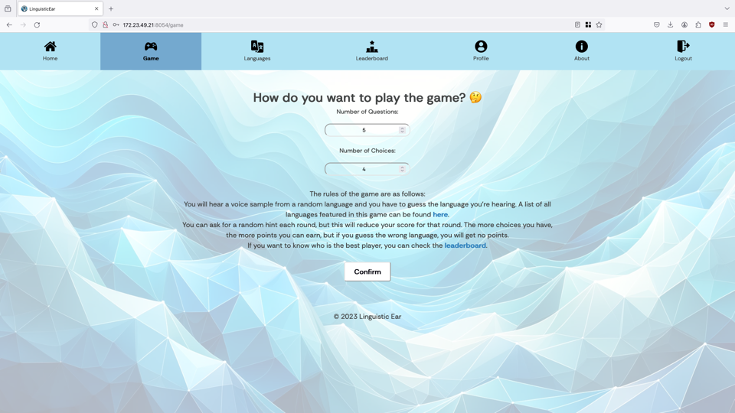 LinguisticEar
172.23.49.21:8054/game
Home
Game
Languages
Leaderboard
Profile
About
Logout
How do you want to play the game? 🤔
Number of Questions:
5
Number of Choices:
4
The rules of the game are as follows:
You will hear a voice sample from a random language and you have to guess the language you're hearing. A list of all
languages featured in this game can be found here.
You can ask for a random hint each round, but this will reduce your score for that round. The more choices you have,
the more points you can earn, but if you guess the wrong language, you will get no points.
If you want to know who is the best player, you can check the leaderboard.
Confirm
© 2023 Linguistic Ear